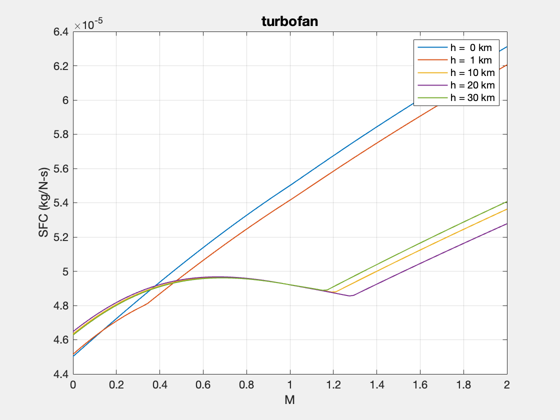 turbofan
×10⁻⁵
6.4
6.2
6
5.8
5.6
5.4
5.2
5
4.8
4.6
4.4
SFC (kg/N-s)
h = 0 km
h = 1 km
h = 10 km
h = 20 km
h = 30 km
0 0.2 0.4 0.6 0.8 1 1.2 1.4 1.6 1.8 2
M